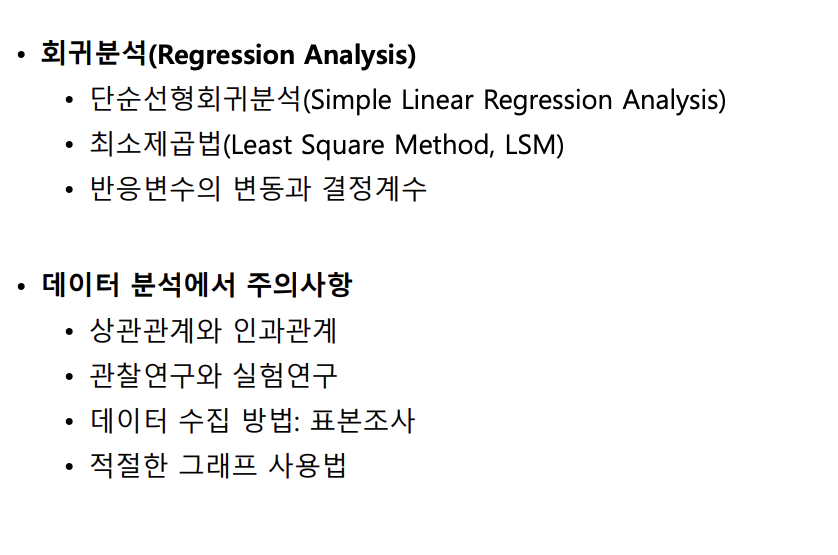 • 회귀분석(Regression Analysis)
• 단순선형회귀분석(Simple Linear Regression Analysis)
• 최소제곱법(Least Square Method, LSM)
• 반응변수의 변동과 결정계수
• 데이터 분석에서 주의사항
• 상관관계와 인과관계
• 관찰연구와 실험연구
• 데이터 수집 방법: 표본조사
• 적절한 그래프 사용법